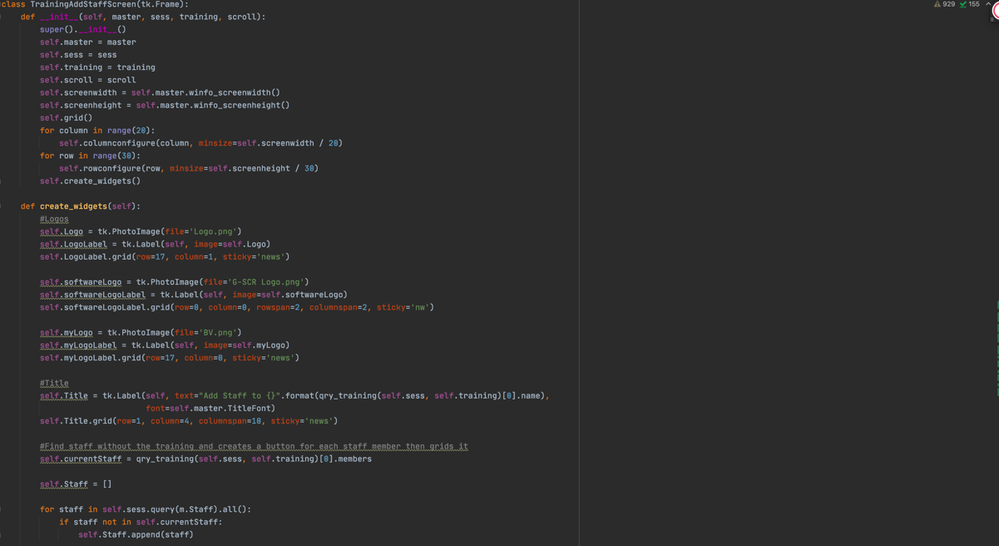 929 155
class TrainingAddStaffScreen(tk.Frame):
    def __init__(self, master, sess, training, scroll):
        super().__init__()
        self.master = master
        self.sess = sess
        self.training = training
        self.scroll = scroll
        self.screenwidth = self.master.winfo_screenwidth()
        self.screenheight = self.master.winfo_screenheight()
        self.grid()
        for column in range(20):
            self.columnconfigure(column, minsize=self.screenwidth / 20)
        for row in range(30):
            self.rowconfigure(row, minsize=self.screenheight / 30)
        self.create_widgets()

    def create_widgets(self):
        #Logos
        self.Logo = tk.PhotoImage(file='Logo.png')
        self.LogoLabel = tk.Label(self, image=self.Logo)
        self.LogoLabel.grid(row=17, column=1, sticky='news')

        self.softwareLogo = tk.PhotoImage(file='G-SCR Logo.png')
        self.softwareLogoLabel = tk.Label(self, image=self.softwareLogo)
        self.softwareLogoLabel.grid(row=0, column=0, rowspan=2, columnspan=2, sticky='nw')

        self.myLogo = tk.PhotoImage(file='BV.png')
        self.myLogoLabel = tk.Label(self, image=self.myLogo)
        self.myLogoLabel.grid(row=17, column=0, sticky='news')

        #Title
        self.Title = tk.Label(self, text="Add Staff to {}".format(qry_training(self.sess, self.training)[0].name),
                              font=self.master.TitleFont)
        self.Title.grid(row=1, column=4, columnspan=10, sticky='news')

        #Find staff without the training and creates a button for each staff member then grids it
        self.currentStaff = qry_training(self.sess, self.training)[0].members

        self.Staff = []

        for staff in self.sess.query(m.Staff).all():
            if staff not in self.currentStaff:
                self.Staff.append(staff)